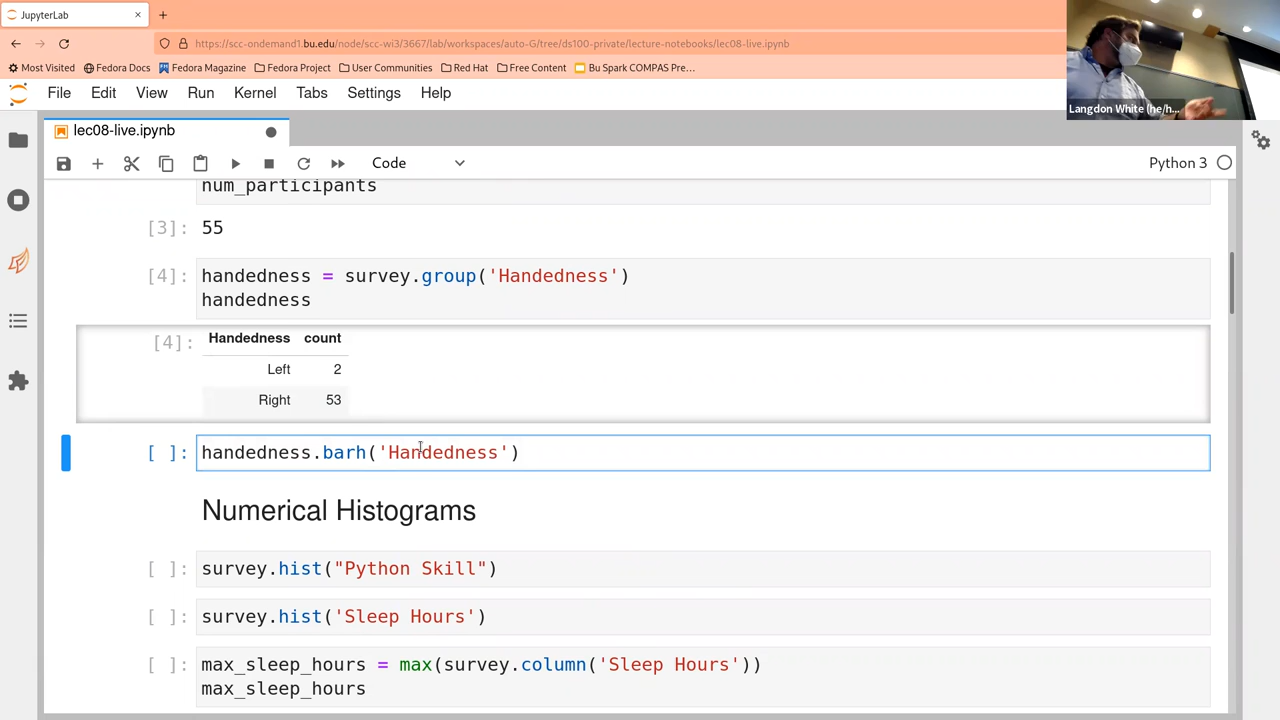 JupyterLab
https://scc-ondemand1.bu.edu/node/scc-wi3/3667/lab/workspaces/auto-G/tree/ds100-private/lecture-notebooks/lec08-live.ipynb
Most Visited Fedora Docs Fedora Magazine Fedora Project User Communities Red Hat Free Content Bu Spark COMPAS Pre…
Langdon White (he/h...
File Edit View Run Kernel Tabs Settings Help
lec08-live.ipynb
Code Python 3
num_participants
[3]: 55
[4]: handedness = survey.group('Handedness')
handedness
[4]: Handedness count
Left 2
Right 53
[ ]: handedness.barh('Handedness')
Numerical Histograms
[ ]: survey.hist("Python Skill")
[ ]: survey.hist('Sleep Hours')
[ ]: max_sleep_hours = max(survey.column('Sleep Hours'))
max_sleep_hours